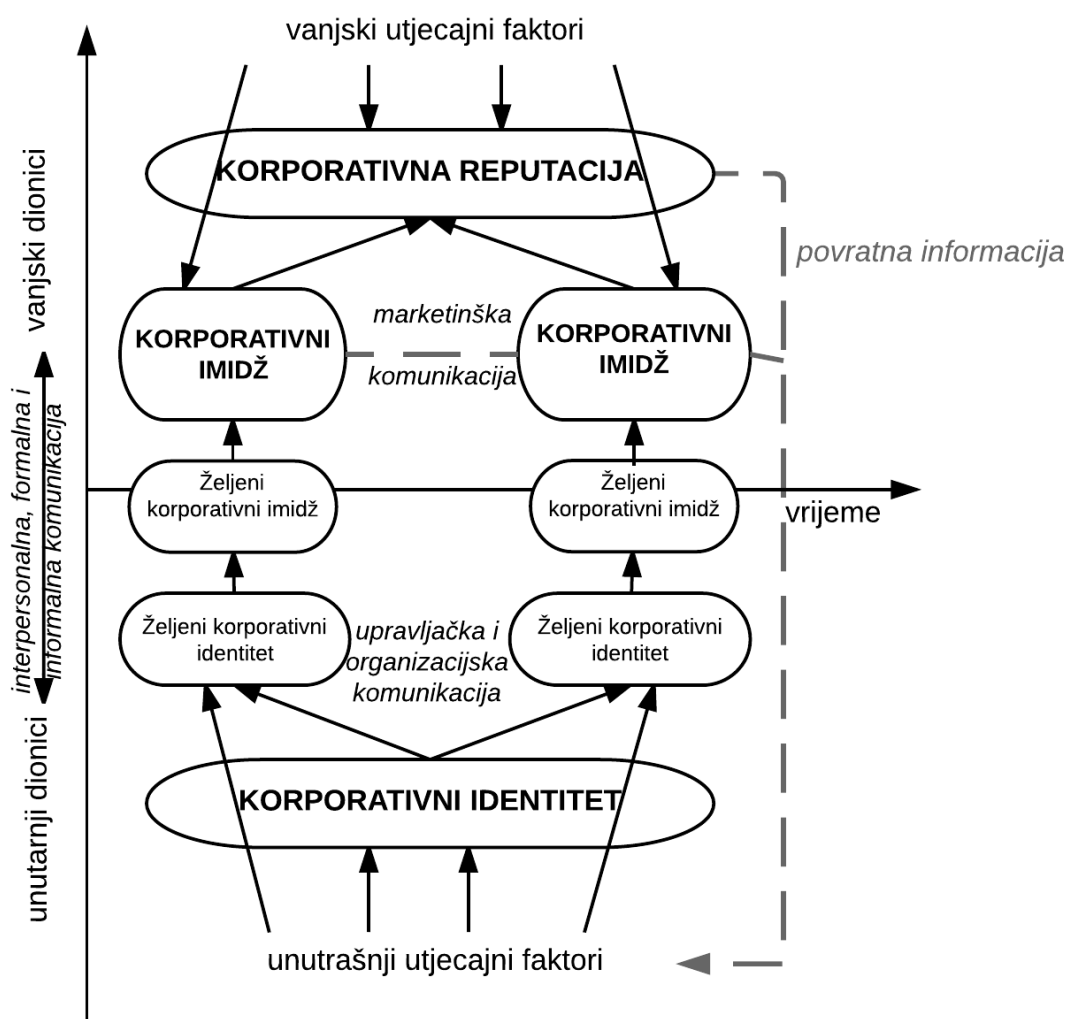 vanjski utjecajni faktori
KORPORATIVNA REPUTACIJA
povratna informacija
vanjski dionici
KORPORATIVNI
IMIDŽ
marketinška
komunikacija
KORPORATIVNI
IMIDŽ
interpersonalna, formalna i
informalna komunikacija
Željeni
korporativni imidž
Željeni
korporativni imidž
vrijeme
Željeni korporativni
identitet
upravljačka i
organizacijska
komunikacija
Željeni korporativni
identitet
unutarnji dionici
KORPORATIVNI IDENTITET
unutrašnji utjecajni faktori